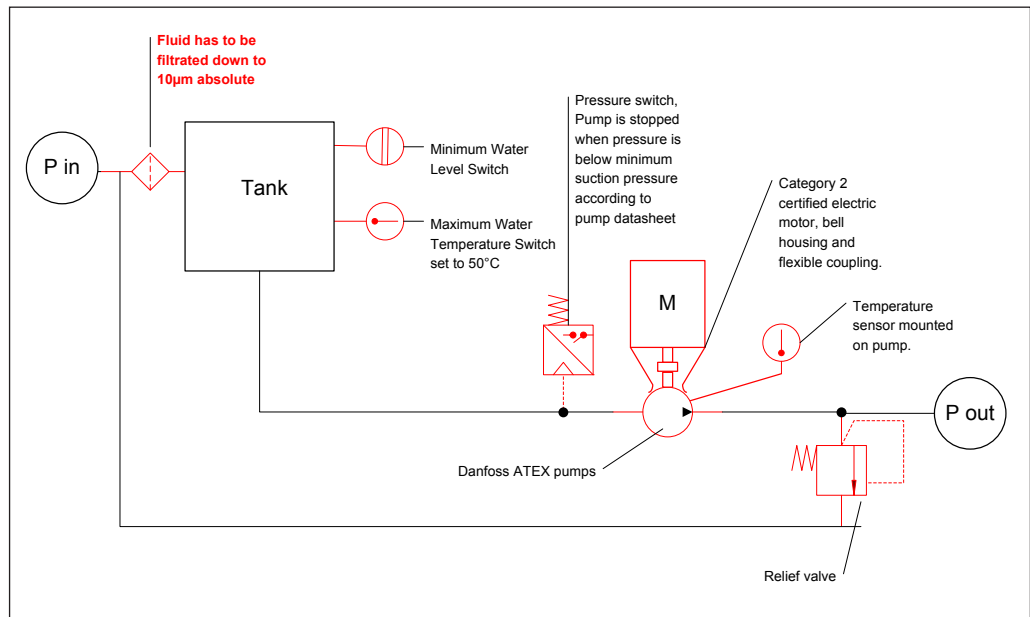 Fluid has to be
filtrated down to
10µm absolute
P in
Tank
Minimum Water
Level Switch
Maximum Water
Temperature Switch
set to 50°C
Pressure switch,
Pump is stopped
when pressure is
below minimum
suction pressure
according to
pump datasheet
M
Category 2
certified electric
motor, bell
housing and
flexible coupling.
Temperature
sensor mounted
on pump.
P out
Danfoss ATEX pumps
Relief valve